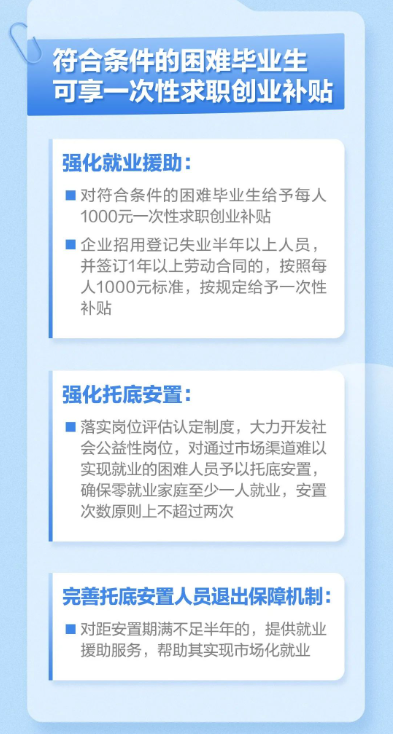 符合条件的困难毕业生
可享一次性求职创业补贴
强化就业援助：
■ 对符合条件的困难毕业生给予每人
1000元一次性求职创业补贴
■ 企业招用登记失业半年以上人员，
并签订1年以上劳动合同的，按照每
人1000元标准，按规定给予一次性
补贴
强化托底安置：
■ 落实岗位评估认定制度，大力开发社
会公益性岗位，对通过市场渠道难以
实现就业的困难人员予以托底安置，
确保零就业家庭至少一人就业，安置
次数原则上不超过两次
完善托底安置人员退出保障机制：
■ 对距安置期满不足半年的，提供就业
援助服务，帮助其实现市场化就业